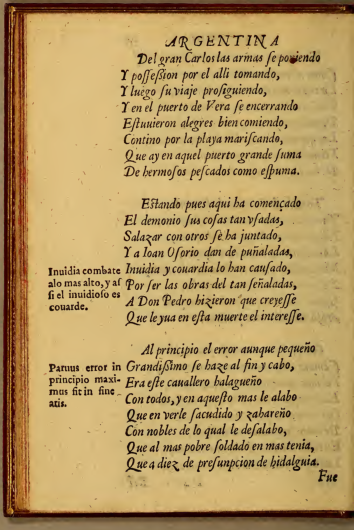 ARGENTINA
Del gran Carlos las armas ſe poniendo
Y poſſeſsion por el alli tomando,
Y luego ſu viaje proſiguiendo,
Y en el puerto de Vera ſe encerrando
Eſtuuieron alegres bien comiendo,
Contino por la playa mariſcando,
Que ay en aquel puerto grande ſuma
De hermoſos peſcados como eſpuma.
Eſtando pues aqui ha començado
El demonio ſus coſas tan vſadas,
Salazar con otros ſe ha juntado,
Y a Ioan Oſorio dan de puñaladas,
Inuidia y couardia lo han cauſado,
Por ſer las obras del tan ſeñaladas,
A Don Pedro hizieron que creyeſſe
Que le yua en eſta muerte el intereſſe.
Inuidia combate
alo mas alto, y aſ
ſi el inuidioſo es
couarde.
Al principio el error aunque pequeño
Grandiſsimo ſe haze al fin y cabo,
Era eſte cauallero halagueño
Con todos, y en aqueſto mas le alabo
Que en verle ſacudido y zahareño
Con nobles de lo qual le deſalabo,
Que al mas pobre ſoldado en mas tenia,
Que a diez de preſunpcion de hidalguia.
Paruus error in
principio maxi-
mus fit in fine
atis.
Fue